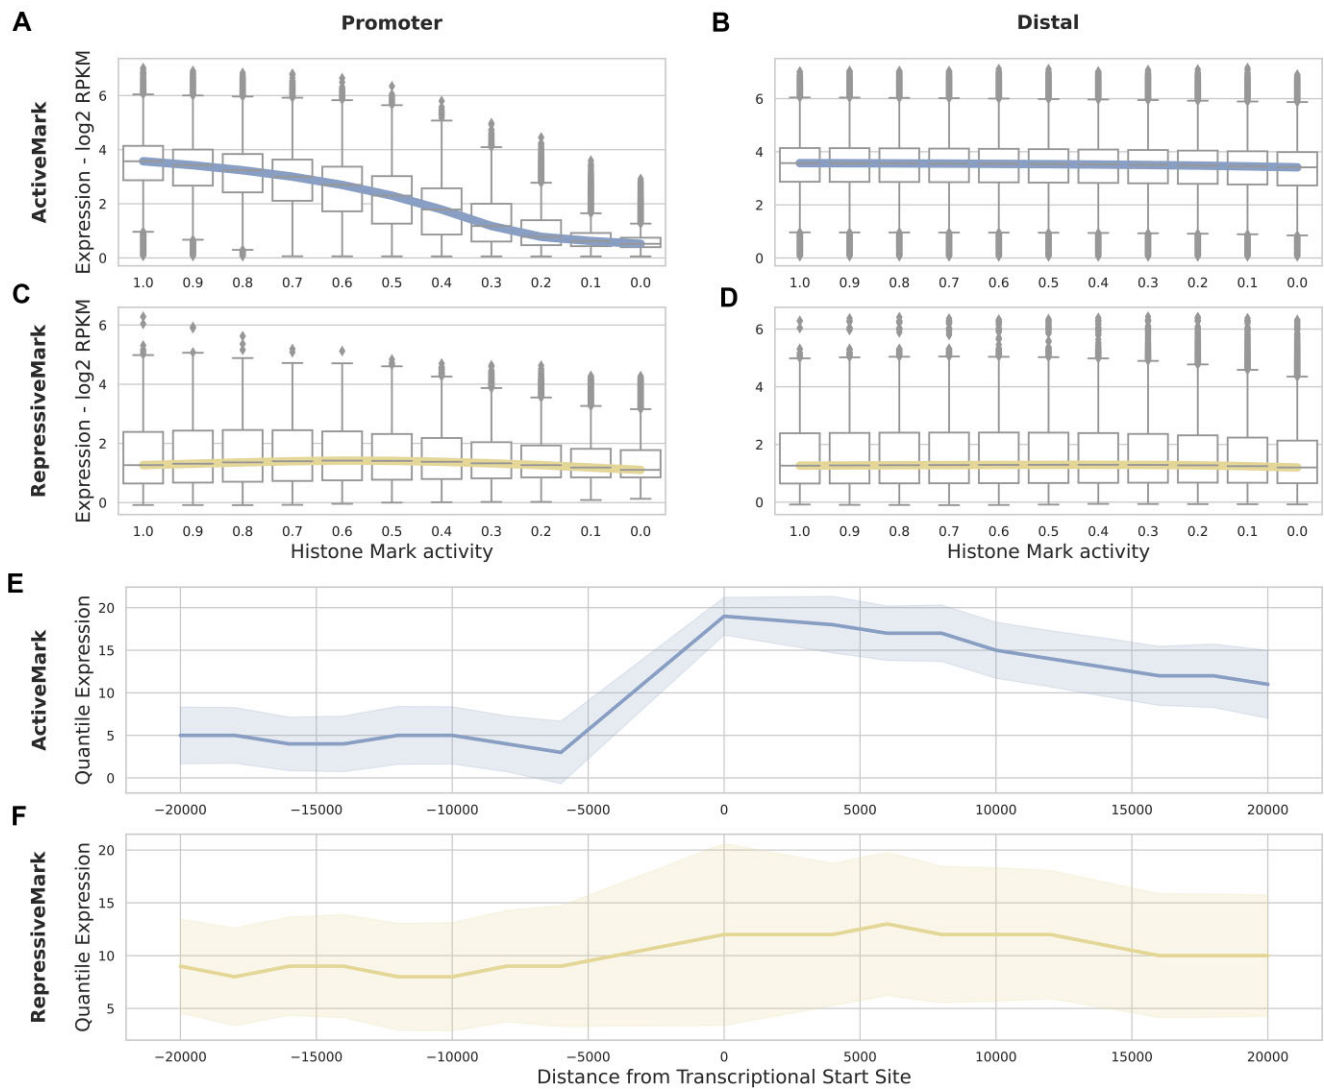 A Promoter B Distal
ActiveMark
Expression - log2 RPKM
6
4
2
0
1.0 0.9 0.8 0.7 0.6 0.5 0.4 0.3 0.2 0.1 0.0
6
4
2
0
1.0 0.9 0.8 0.7 0.6 0.5 0.4 0.3 0.2 0.1 0.0
C D
RepressiveMark
Expression - log2 RPKM
6
4
2
0
1.0 0.9 0.8 0.7 0.6 0.5 0.4 0.3 0.2 0.1 0.0
Histone Mark activity
6
4
2
0
1.0 0.9 0.8 0.7 0.6 0.5 0.4 0.3 0.2 0.1 0.0
Histone Mark activity
E
ActiveMark
Quantile Expression
20
15
10
5
0
−20000 −15000 −10000 −5000 0 5000 10000 15000 20000
F
RepressiveMark
Quantile Expression
20
15
10
5
−20000 −15000 −10000 −5000 0 5000 10000 15000 20000
Distance from Transcriptional Start Site